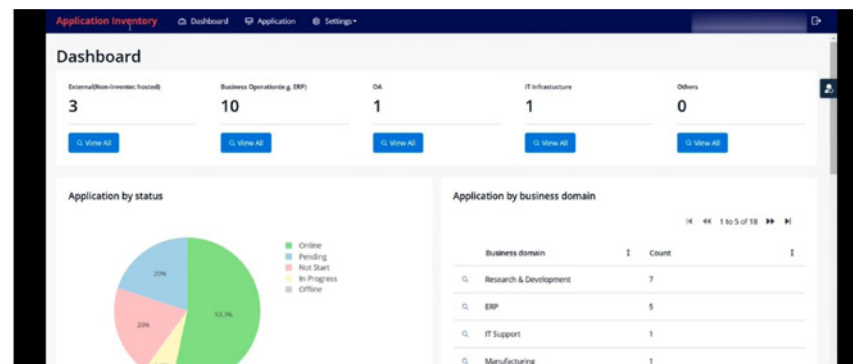 Application Inventory Dashboard Application Settings
Dashboard
External(Non-Inventec hosted) Business Operation(e.g. ERP) OA IT Infrastucture Others
3 10 1 1 0
View All View All View All View All View All
Application by status Application by business domain
1 to 5 of 18
Online
Pending
Not Start
In Progress
Offline
20%
53.3%
20%
Business domain Count
Research & Development 7
ERP 5
IT Support 1
Manufacturing 1